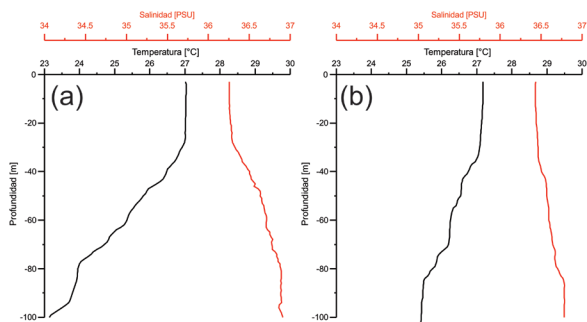 Salinidad [PSU]
34 34.5 35 35.5 36 36.5 37
Temperatura [°C]
23 24 25 26 27 28 29 30
(a)
Profundidad [m]
0
-20
-40
-60
-80
-100
Salinidad [PSU]
34 34.5 35 35.5 36 36.5 37
Temperatura [°C]
23 24 25 26 27 28 29 30
(b)
Profundidad [m]
0
-20
-40
-60
-80
-100